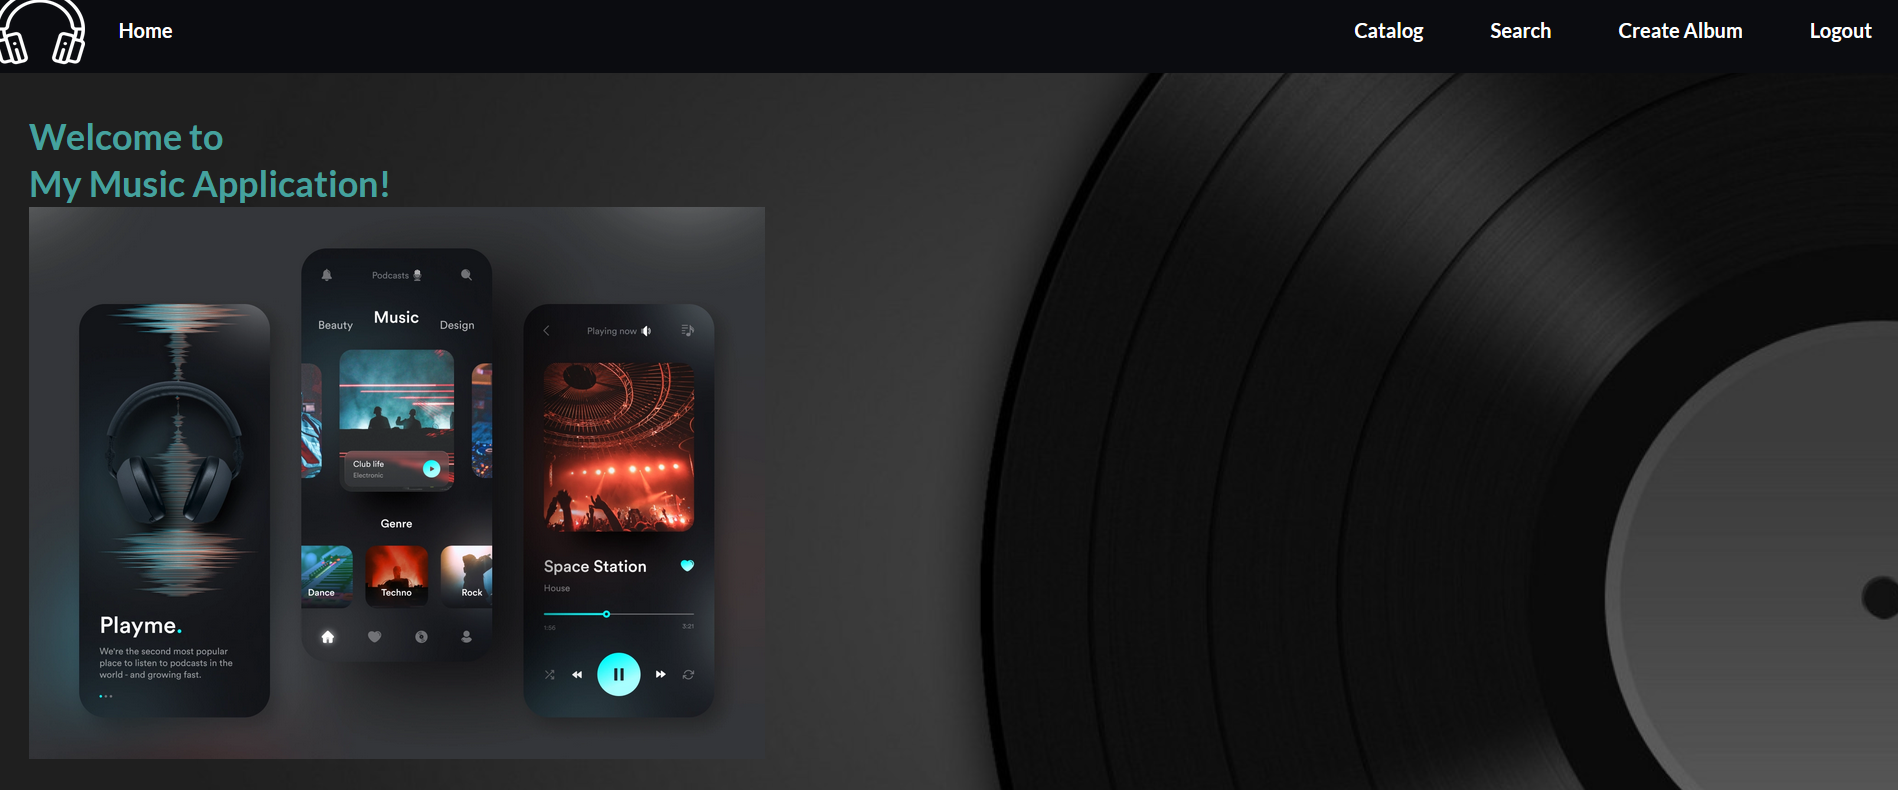 Home
Catalog
Search
Create Album
Logout
Welcome to
My Music Application!
Playme.
We're the second most popular
place to listen to podcasts in the
world - and growing fast.
Podcasts
Beauty
Music
Design
Club life
Electronic
Genre
Dance
Techno
Rock
Playing now
Space Station
House
1:56
3:21